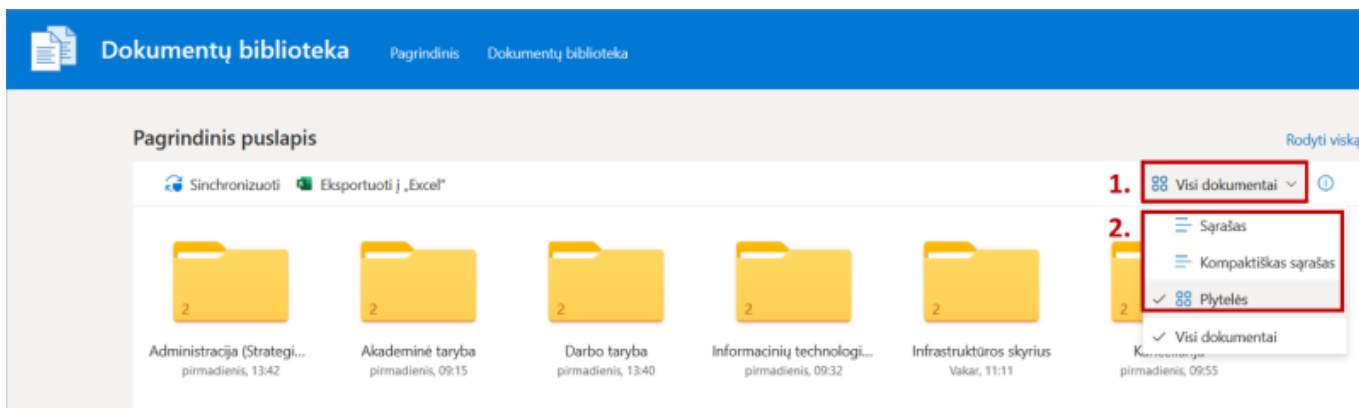 Dokumentų biblioteka Pagrindinis Dokumentų biblioteka
Pagrindinis puslapis
Rodyti viską
Sinchronizuoti Eksportuoti į „Excel" 1. Visi dokumentai
2. Sąrašas
Kompaktiškas sąrašas
Plytelės
Visi dokumentai
2 2 2 2 2 2
Administracija (Strategi... Akademinė taryba Darbo taryba Informacinių technologi... Infrastruktūros skyrius
pirmadienis, 13:42 pirmadienis, 09:15 pirmadienis, 13:40 pirmadienis, 09:32 Vakar, 11:11 pirmadienis, 09:55